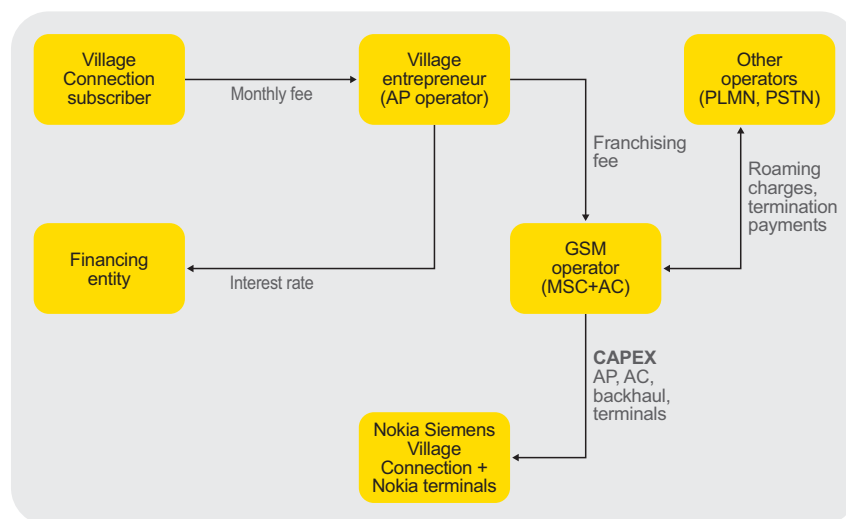 Village
Connection
subscriber
Monthly fee
Village
entrepreneur
(AP operator)
Other
operators
(PLMN, PSTN)
Franchising
fee
Roaming
charges,
termination
payments
Financing
entity
Interest rate
GSM
operator
(MSC+AC)
CAPEX
AP, AC,
backhaul,
terminals
Nokia Siemens
Village
Connection +
Nokia terminals